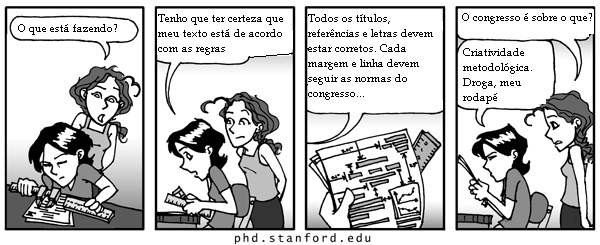 O que está fazendo?
Tenho que ter certeza que
meu texto está de acordo
com as regras
Todos os títulos,
referências e letras devem
estar corretos. Cada
margem e linha devem
seguir as normas do
congresso...
O congresso é sobre o que?
Criatividade
metodológica.
Droga, meu
rodapé
phd.stanford.edu